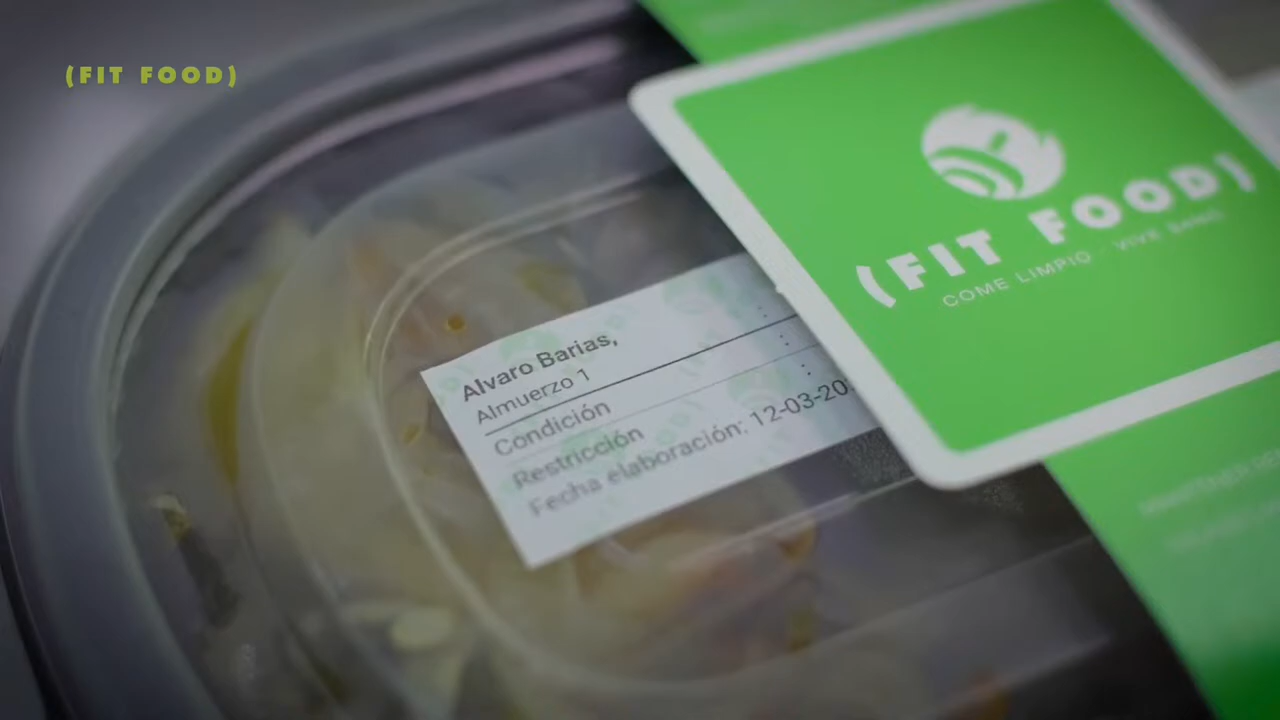 (FIT FOOD)
(FIT FOOD)
COME LIMPIO · VIVE SANO
Alvaro Barias,
Almuerzo 1
Condición :
Restricción :
Fecha elaboración: 12-03-20